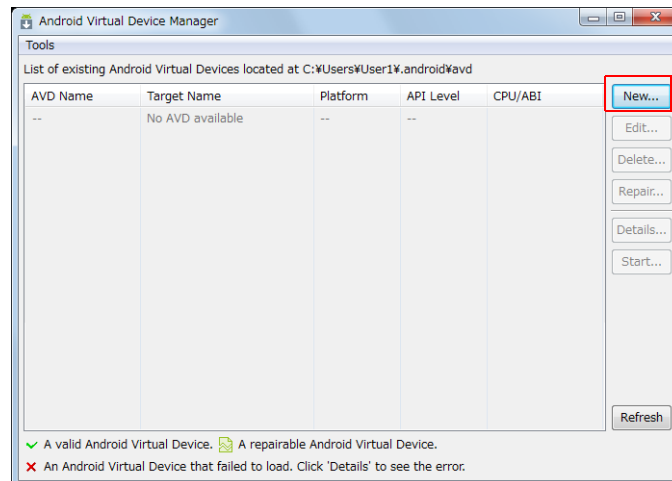 Android Virtual Device Manager
Tools
List of existing Android Virtual Devices located at C:¥Users¥User1¥.android¥avd
AVD Name Target Name Platform API Level CPU/ABI
-- No AVD available -- --
New...
Edit...
Delete...
Repair...
Details...
Start...
Refresh
A valid Android Virtual Device. A repairable Android Virtual Device.
An Android Virtual Device that failed to load. Click 'Details' to see the error.